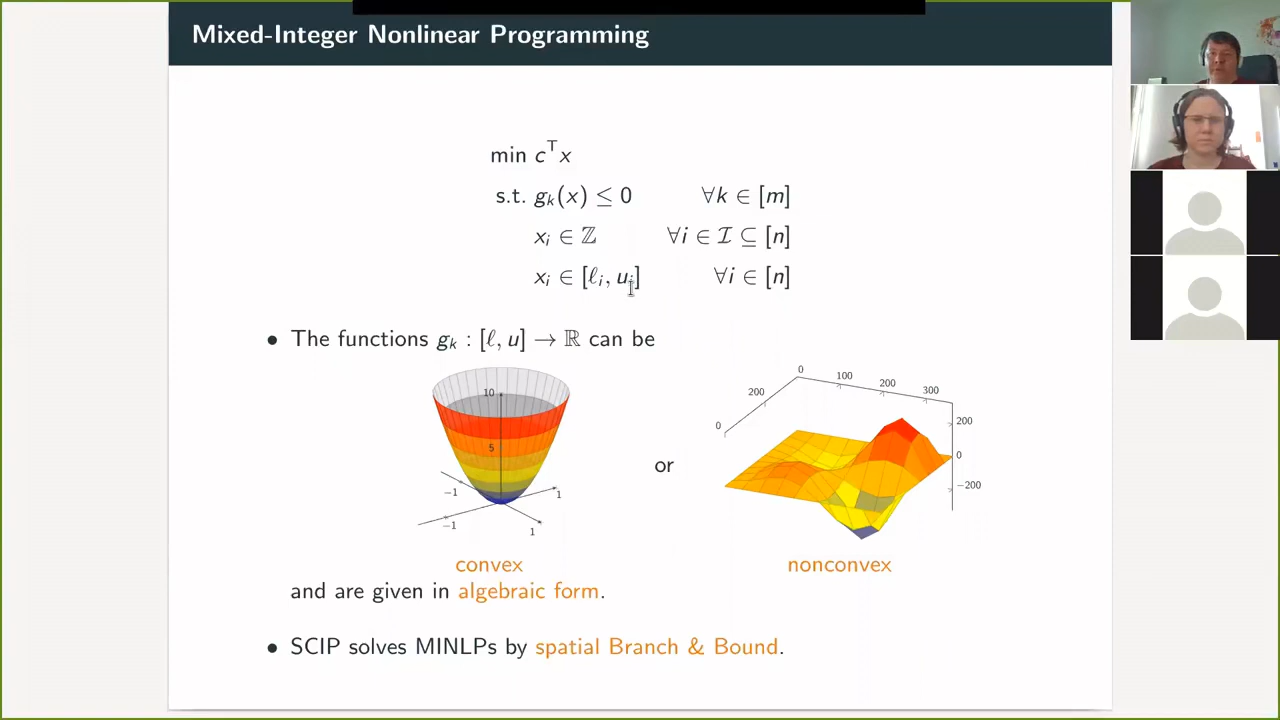 Mixed-Integer Nonlinear Programming
min cᵀx
s.t. gₖ(x) ≤ 0 ∀k ∈ [m]
xᵢ ∈ ℤ ∀i ∈ ℐ ⊆ [n]
xᵢ ∈ [ℓᵢ, uᵢ] ∀i ∈ [n]
• The functions gₖ : [ℓ, u] → ℝ can be
10
5
−1
−1
1
1
or
0
100
200
300
200
0
200
0
−200
convex
nonconvex
and are given in algebraic form.
• SCIP solves MINLPs by spatial Branch & Bound.